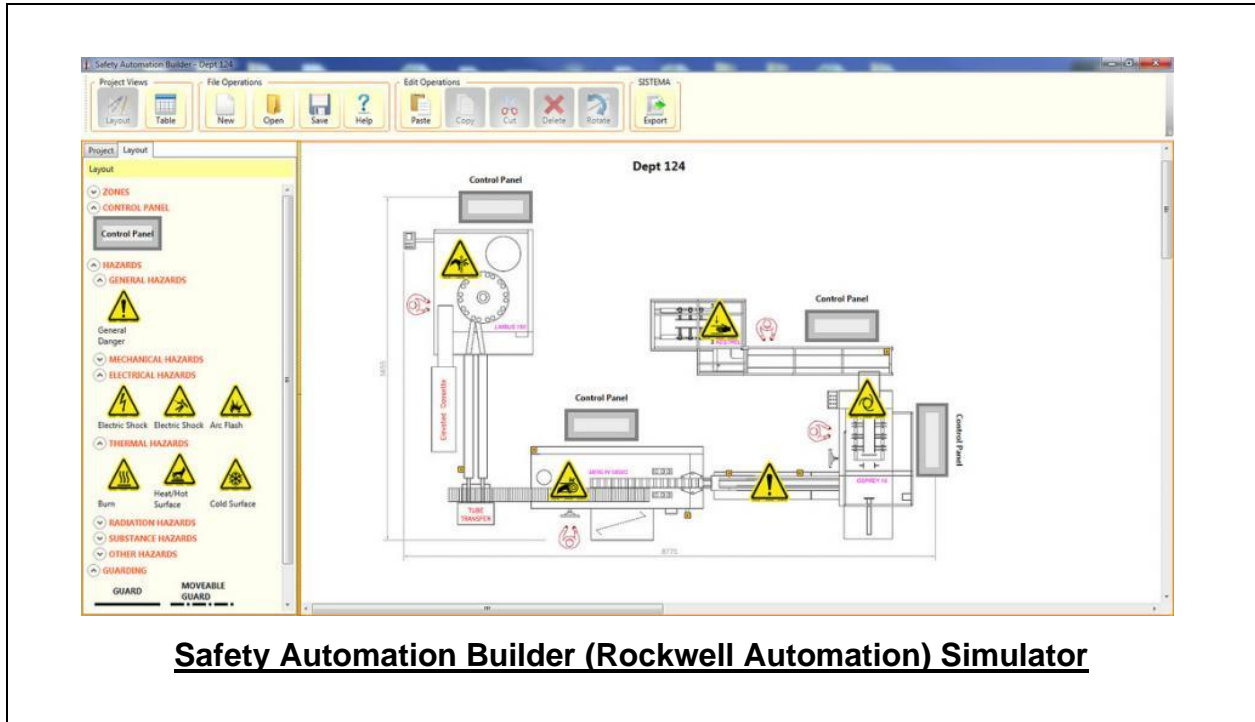 Safety Automation Builder - Dept 124
Project Views
File Operations
Edit Operations
SISTEMA
Layout
Table
New
Open
Save
Help
Paste
Copy
Cut
Delete
Rotate
Export
Project
Layout
Layout
ZONES
CONTROL PANEL
Control Panel
HAZARDS
GENERAL HAZARDS
General
Danger
MECHANICAL HAZARDS
ELECTRICAL HAZARDS
Electric Shock
Electric Shock
Arc Flash
THERMAL HAZARDS
Burn
Heat/Hot
Surface
Cold Surface
RADIATION HAZARDS
SUBSTANCE HAZARDS
OTHER HAZARDS
GUARDING
GUARD
MOVEABLE
GUARD
Dept 124
Control Panel
Control Panel
Control Panel
Control Panel
TUBE
TRANSFER
8775
Safety Automation Builder (Rockwell Automation) Simulator